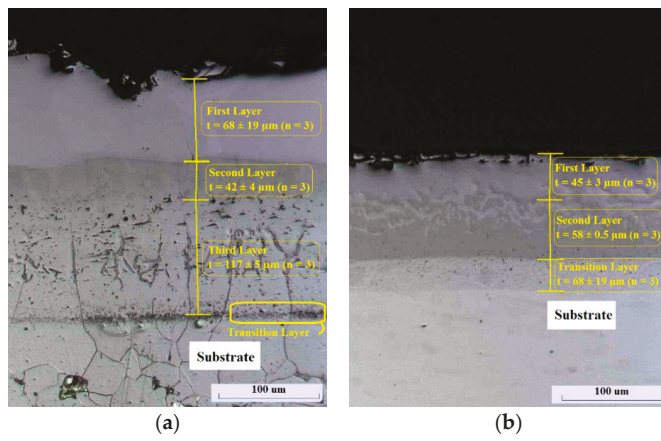 First Layer
t = 68 ± 19 µm (n = 3)
Second Layer
t = 42 ± 4 µm (n = 3)
Third Layer
t = 117 ± 5 µm (n = 3)
Transition Layer
Substrate
100 um
(a)
First Layer
t = 45 ± 3 µm (n = 3)
Second Layer
t = 58 ± 0.5 µm (n = 3)
Transition Layer
t = 68 ± 19 µm (n = 3)
Substrate
100 um
(b)